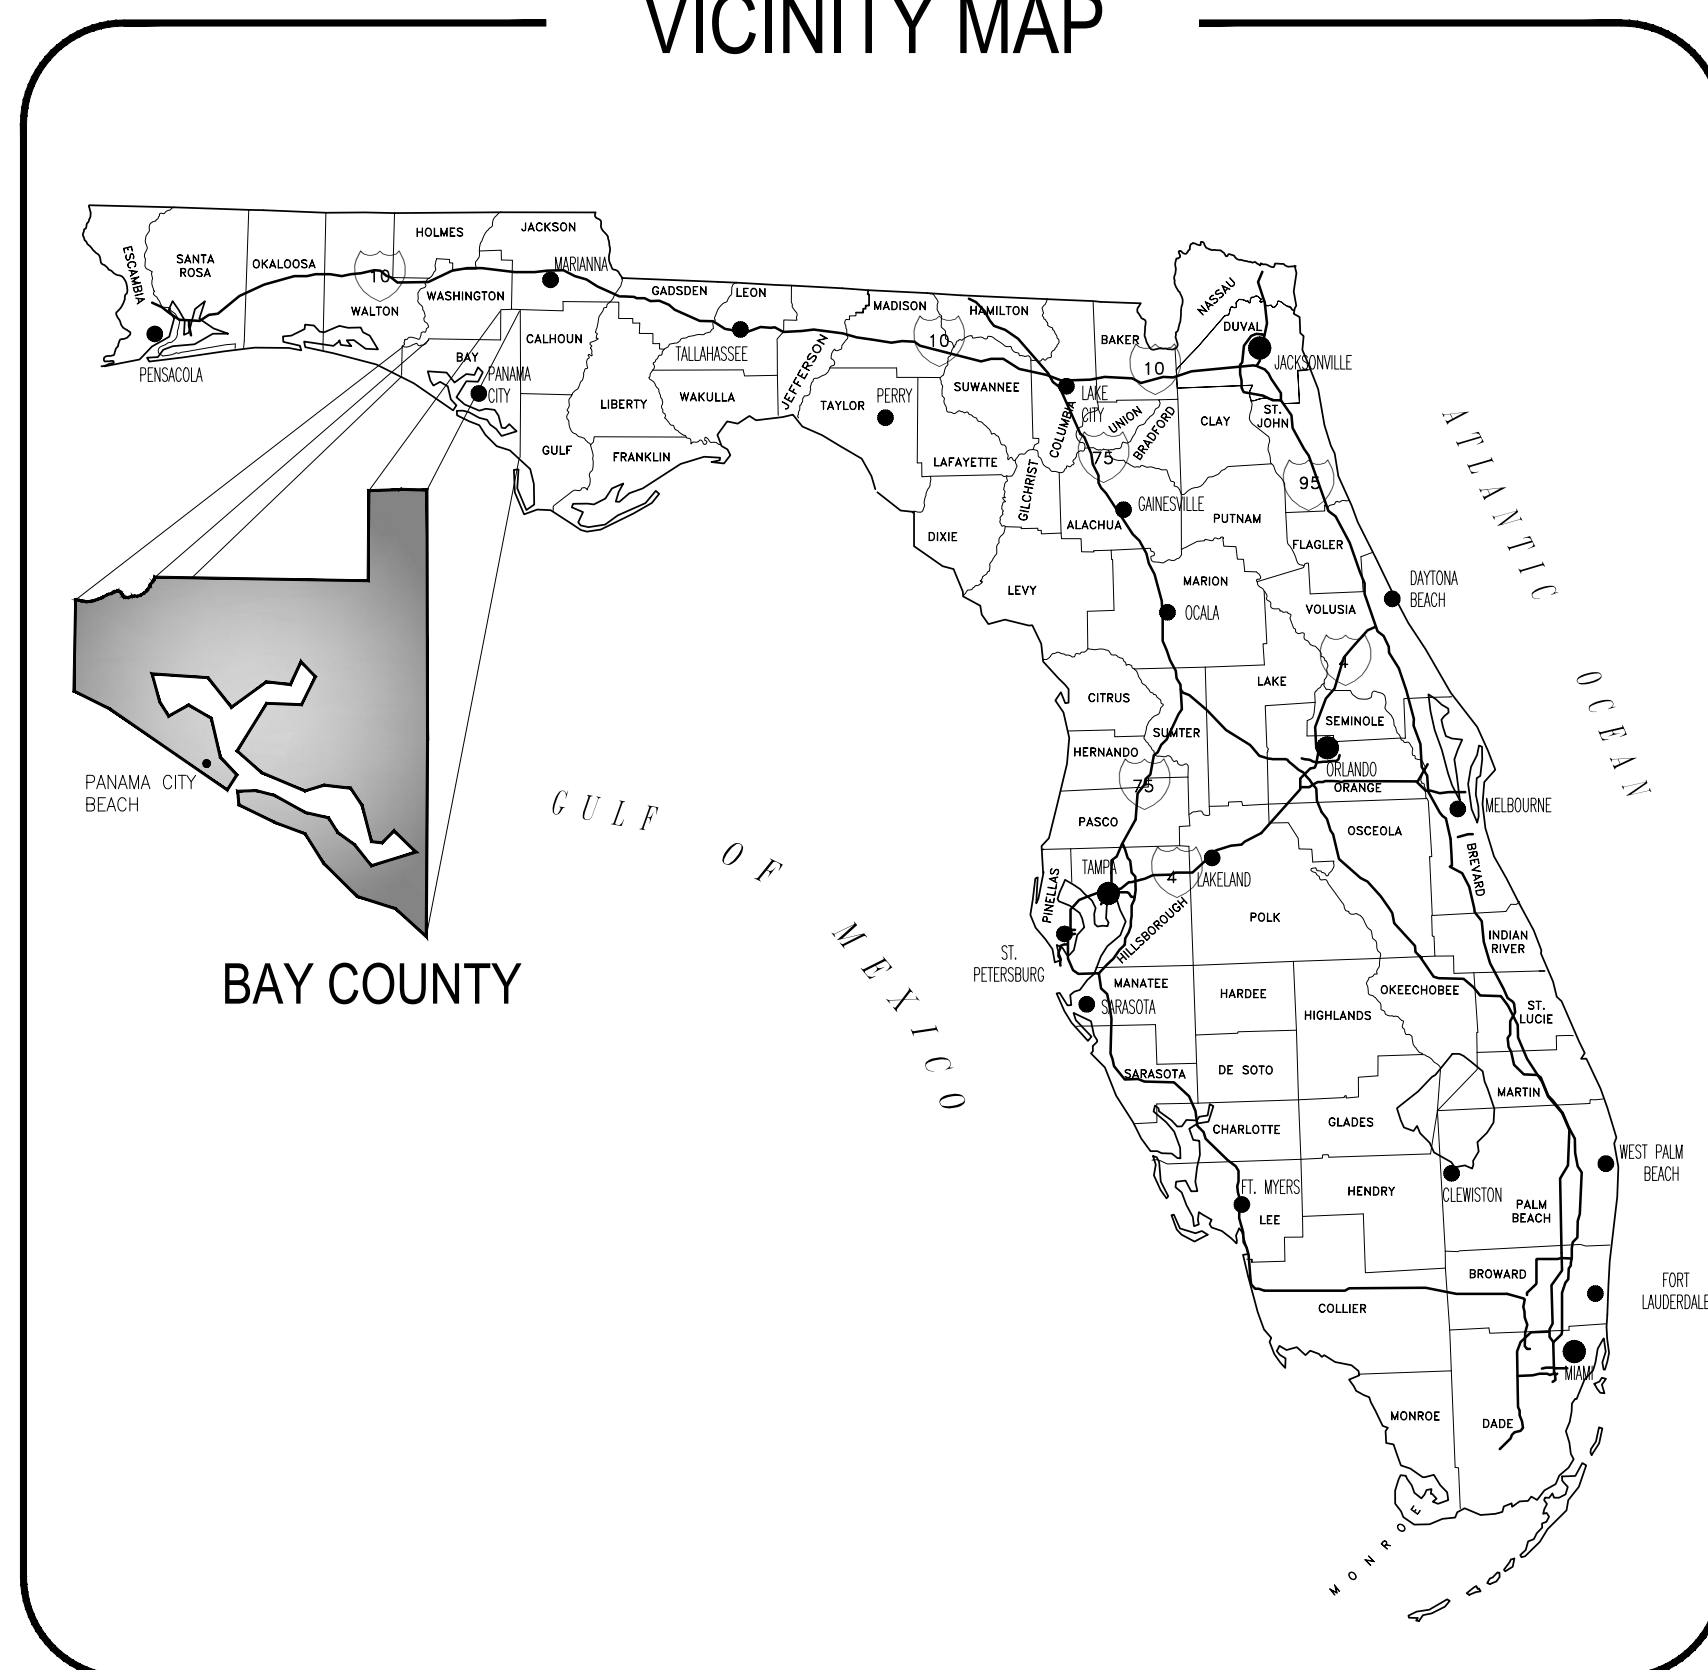 VICINITY MAP
HOLMES
JACKSON
ESCAMBIA
SANTA
ROSA
OKALOOSA
10
WALTON
WASHINGTON
MARIANNA
GADSDEN
LEON
MADISON
HAMILTON
10
BAKER
10
NASSAU
DUVAL
JACKSONVILLE
PENSACOLA
CALHOUN
BAY
PANAMA
CITY
TALLAHASSEE
JEFFERSON
TAYLOR
PERRY
SUWANNEE
LAKE
CITY
COLUMBIA
UNION
BRADFORD
CLAY
ST.
JOHN
LIBERTY
WAKULLA
GULF
FRANKLIN
LAFAYETTE
GILCHRIST
75
95
DIXIE
ALACHUA
GAINESVILLE
PUTNAM
FLAGLER
LEVY
MARION
OCALA
VOLUSIA
DAYTONA
BEACH
ATLANTIC OCEAN
4
CITRUS
LAKE
SUMTER
SEMINOLE
HERNANDO
75
ORLANDO
ORANGE
MELBOURNE
PANAMA CITY
BEACH
GULF OF MEXICO
PASCO
OSCEOLA
TAMPA
4
LAKELAND
BREVARD
PINELLAS
HILLSBOROUGH
POLK
INDIAN
RIVER
ST.
PETERSBURG
BAY COUNTY
MANATEE
SARASOTA
HARDEE
HIGHLANDS
OKEECHOBEE
ST.
LUCIE
SARASOTA
DE SOTO
MARTIN
CHARLOTTE
GLADES
WEST PALM
BEACH
FT. MYERS
LEE
HENDRY
CLEWISTON
PALM
BEACH
BROWARD
FORT
LAUDERDALE
COLLIER
MIAMI
MONROE
DADE
MONROE